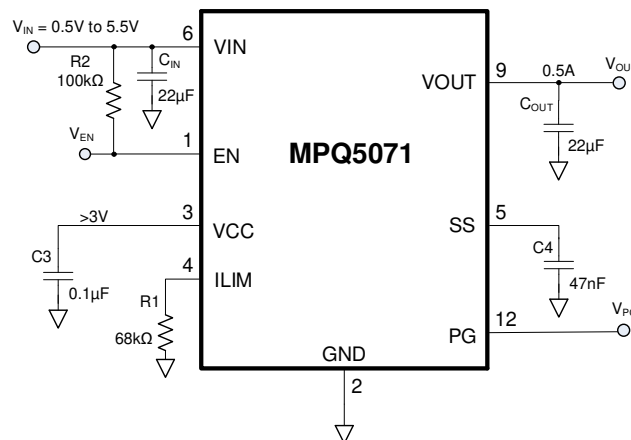 V_IN = 0.5V to 5.5V
6
VIN
R2
100kΩ
C_IN
22µF
V_EN
1
EN
MPQ5071
VOUT
9
0.5A
V_OU
C_OUT
22µF
>3V
3
VCC
C3
0.1µF
4
ILIM
R1
68kΩ
SS
5
C4
47nF
PG
12
V_PG
GND
2